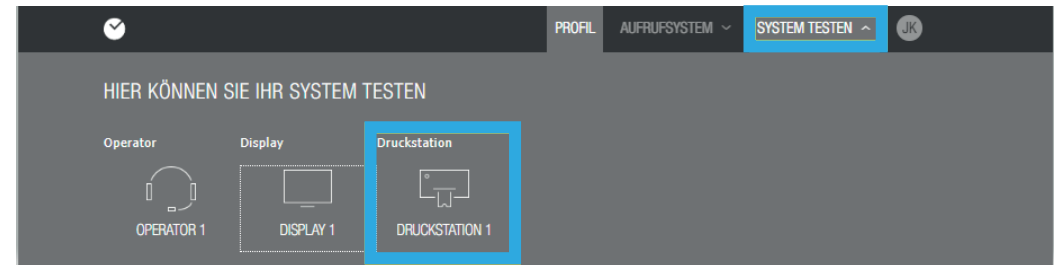 PROFIL AUFRUFSYSTEM SYSTEM TESTEN JK
HIER KÖNNEN SIE IHR SYSTEM TESTEN
Operator Display Druckstation
OPERATOR 1 DISPLAY 1 DRUCKSTATION 1